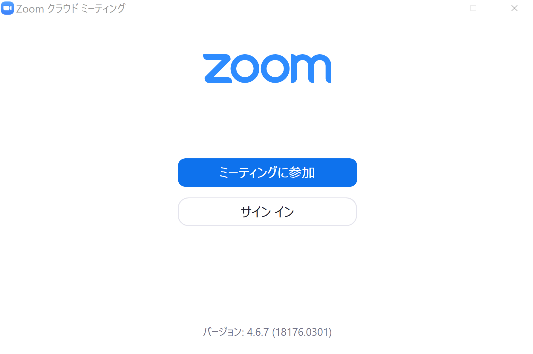 Zoom クラウド ミーティング
zoom
ミーティングに参加
サイン イン
バージョン: 4.6.7 (18176.0301)